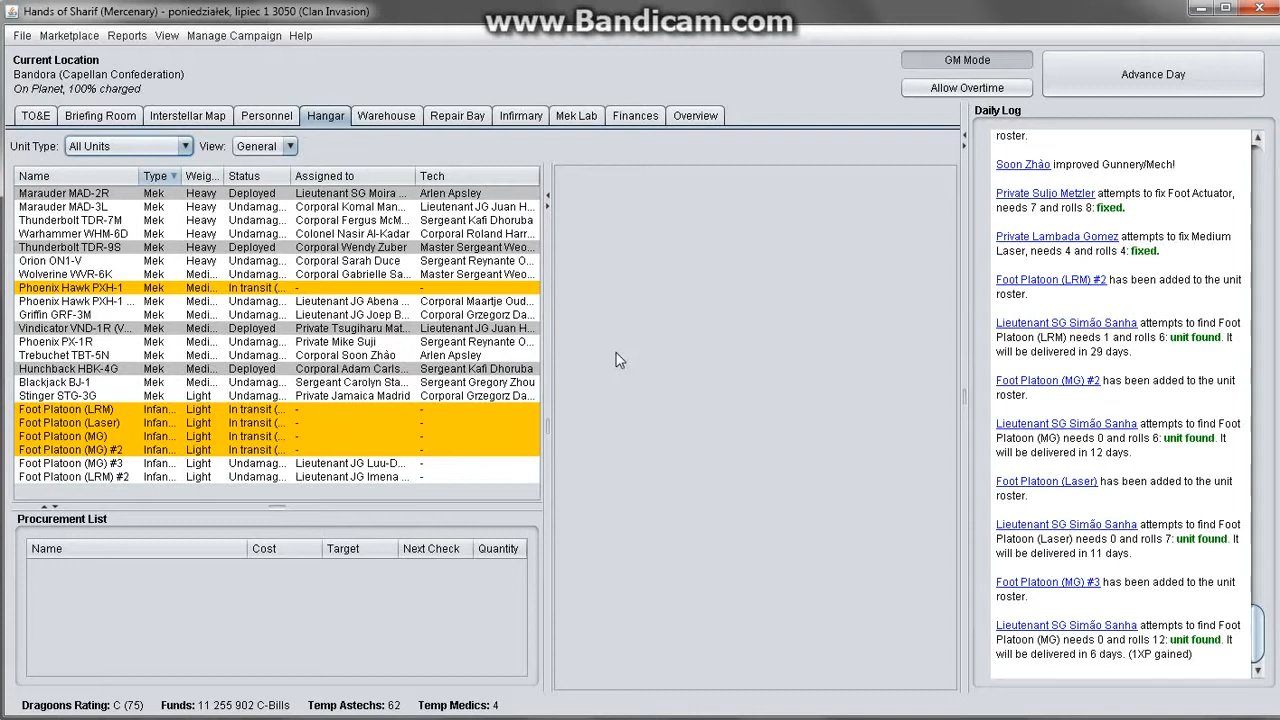 Hands of Sharif (Mercenary) - poniedziałek, lipiec 1 3050 (Clan Invasion)
www.Bandicam.com
File Marketplace Reports View Manage Campaign Help
Current Location
Bandora (Capellan Confederation)
On Planet, 100% charged
GM Mode
Allow Overtime
Advance Day
TO&E Briefing Room Interstellar Map Personnel Hangar Warehouse Repair Bay Infirmary Mek Lab Finances Overview
Unit Type: All Units View: General
Name Type Weig... Status Assigned to Tech
Marauder MAD-2R Mek Heavy Deployed Lieutenant SG Moira ... Arlen Apsley
Marauder MAD-3L Mek Heavy Undamag... Corporal Komal Man... Lieutenant JG Juan H...
Thunderbolt TDR-7M Mek Heavy Undamag... Corporal Fergus McM... Sergeant Kafi Dhoruba
Warhammer WHM-6D Mek Heavy Undamag... Colonel Nasir Al-Kadar Corporal Roland Harr...
Thunderbolt TDR-9S Mek Heavy Deployed Corporal Wendy Zuber Master Sergeant Weo...
Orion ON1-V Mek Heavy Undamag... Corporal Sarah Duce Sergeant Reynante O...
Wolverine WVR-6K Mek Medi... Undamag... Corporal Gabrielle Sa... Master Sergeant Weo...
Phoenix Hawk PXH-1 Mek Medi... In transit (... - -
Phoenix Hawk PXH-1 ... Mek Medi... Undamag... Lieutenant JG Abena ... Corporal Maartje Oud...
Griffin GRF-3M Mek Medi... Undamag... Lieutenant JG Joep B... Corporal Grzegorz Da...
Vindicator VND-1R (V... Mek Medi... Deployed Private Tsugiharu Mat... Lieutenant JG Juan H...
Phoenix PX-1R Mek Medi... Undamag... Private Mike Suji Sergeant Reynante O...
Trebuchet TBT-5N Mek Medi... Undamag... Corporal Soon Zhào Arlen Apsley
Hunchback HBK-4G Mek Medi... Deployed Corporal Adam Carls... Sergeant Kafi Dhoruba
Blackjack BJ-1 Mek Medi... Undamag... Sergeant Carolyn Sta... Sergeant Gregory Zhou
Stinger STG-3G Mek Light Undamag... Private Jamaica Madrid Corporal Grzegorz Da...
Foot Platoon (LRM) Infan... Light In transit (... - -
Foot Platoon (Laser) Infan... Light In transit (... - -
Foot Platoon (MG) Infan... Light In transit (... - -
Foot Platoon (MG) #2 Infan... Light In transit (... - -
Foot Platoon (MG) #3 Infan... Light Undamag... Lieutenant JG Luu-D... -
Foot Platoon (LRM) #2 Infan... Light Undamag... Lieutenant JG Imena ... -
Procurement List
Name Cost Target Next Check Quantity
Daily Log
roster.
Soon Zhào improved Gunnery/Mech!
Private Suljo Metzler attempts to fix Foot Actuator,
needs 7 and rolls 8: fixed.
Private Lambada Gomez attempts to fix Medium
Laser, needs 4 and rolls 4: fixed.
Foot Platoon (LRM) #2 has been added to the unit
roster.
Lieutenant SG Simão Sanha attempts to find Foot
Platoon (LRM) needs 1 and rolls 6: unit found. It
will be delivered in 29 days.
Foot Platoon (MG) #2 has been added to the unit
roster.
Lieutenant SG Simão Sanha attempts to find Foot
Platoon (MG) needs 0 and rolls 6: unit found. It
will be delivered in 12 days.
Foot Platoon (Laser) has been added to the unit
roster.
Lieutenant SG Simão Sanha attempts to find Foot
Platoon (Laser) needs 0 and rolls 7: unit found. It
will be delivered in 11 days.
Foot Platoon (MG) #3 has been added to the unit
roster.
Lieutenant SG Simão Sanha attempts to find Foot
Platoon (MG) needs 0 and rolls 12: unit found. It
will be delivered in 6 days. (1XP gained)
Dragoons Rating: C (75) Funds: 11 255 902 C-Bills Temp Astechs: 62 Temp Medics: 4